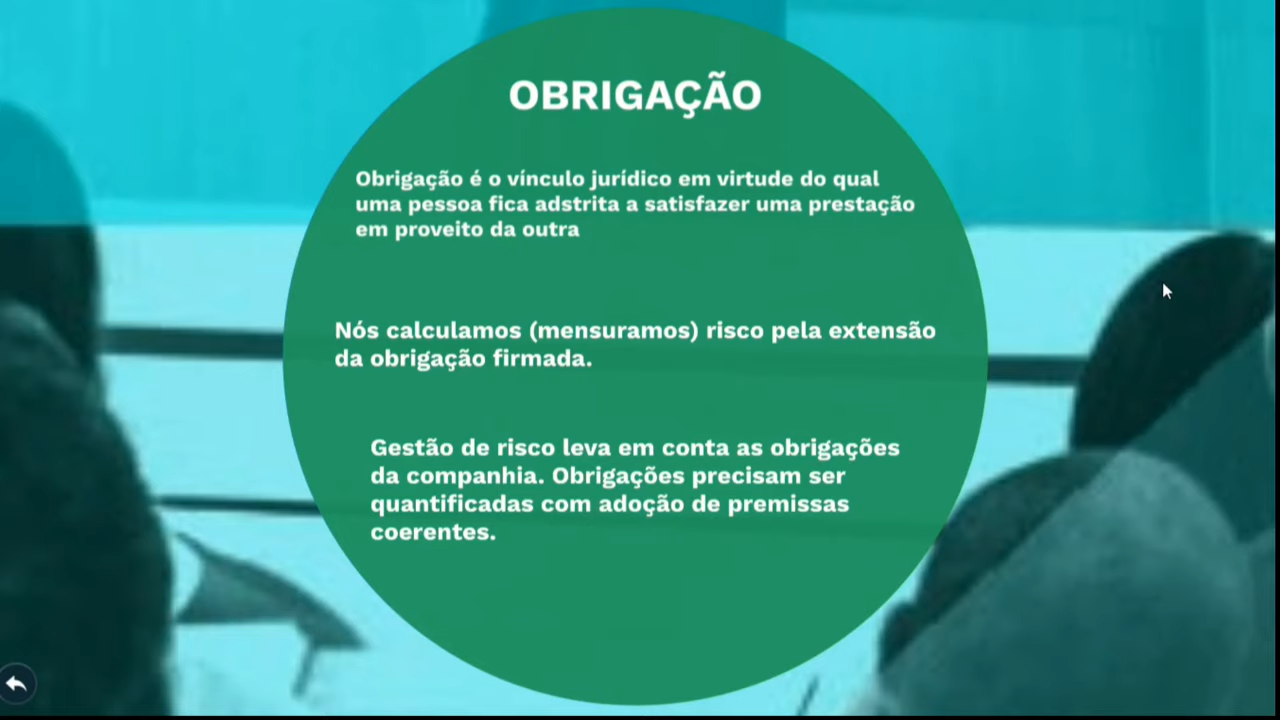 OBRIGAÇÃO
Obrigação é o vínculo jurídico em virtude do qual
uma pessoa fica adstrita a satisfazer uma prestação
em proveito da outra
Nós calculamos (mensuramos) risco pela extensão
da obrigação firmada.
Gestão de risco leva em conta as obrigações
da companhia. Obrigações precisam ser
quantificadas com adoção de premissas
coerentes.